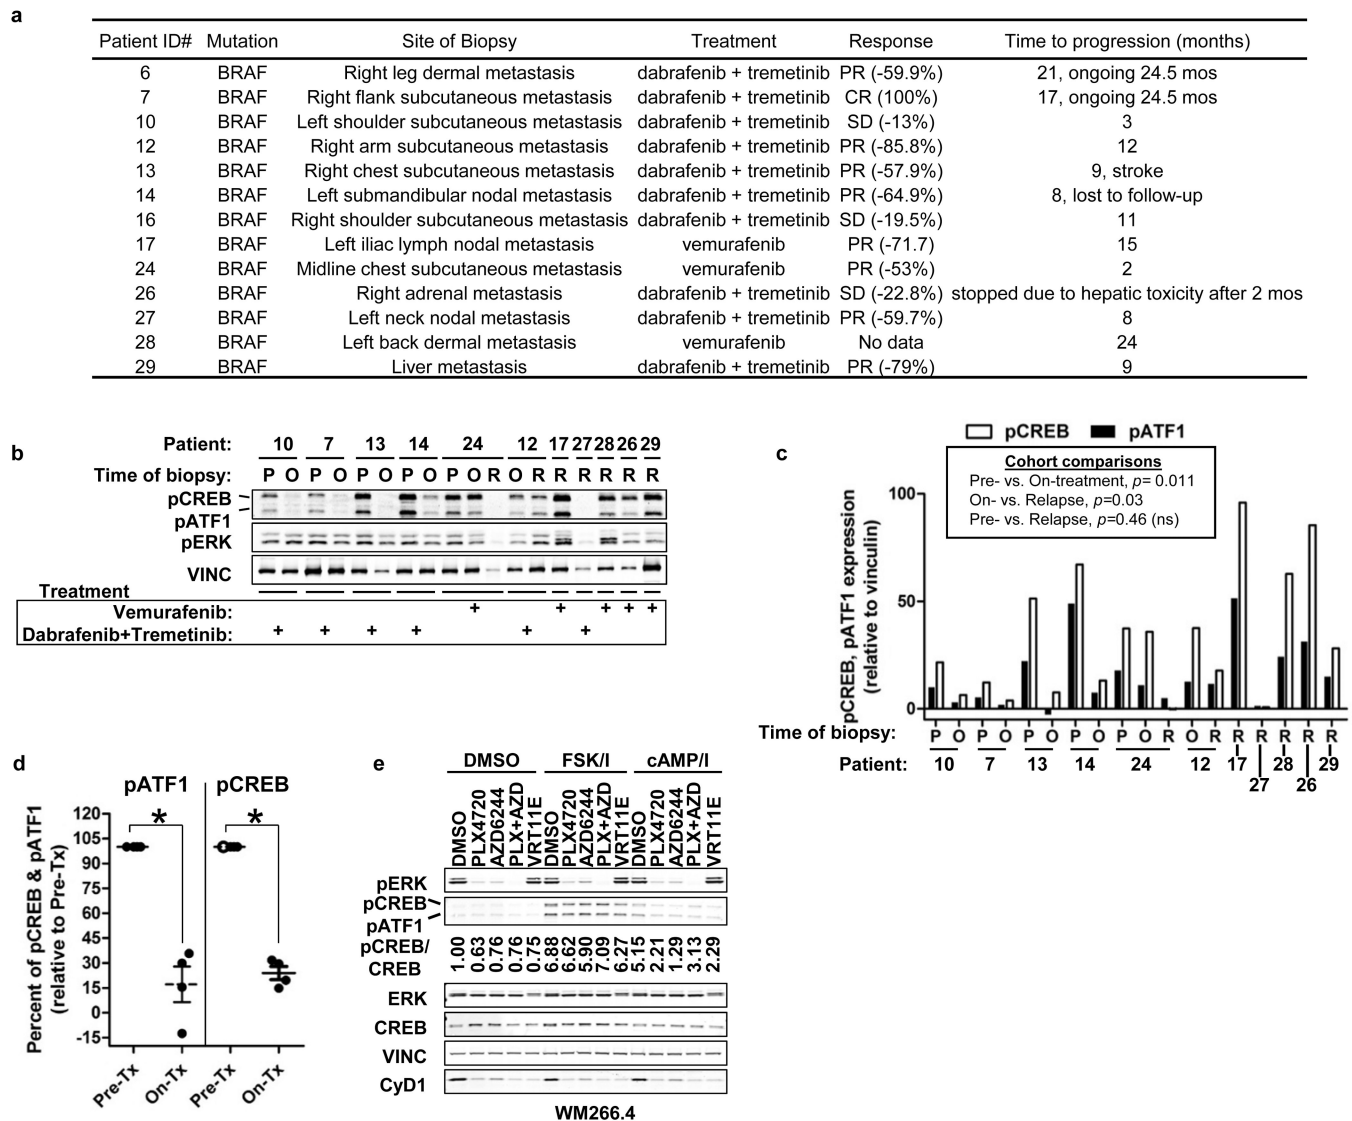 a
Patient ID# Mutation Site of Biopsy Treatment Response Time to progression (months)
6 BRAF Right leg dermal metastasis dabrafenib + tremetinib PR (-59.9%) 21, ongoing 24.5 mos
7 BRAF Right flank subcutaneous metastasis dabrafenib + tremetinib CR (100%) 17, ongoing 24.5 mos
10 BRAF Left shoulder subcutaneous metastasis dabrafenib + tremetinib SD (-13%) 3
12 BRAF Right arm subcutaneous metastasis dabrafenib + tremetinib PR (-85.8%) 12
13 BRAF Right chest subcutaneous metastasis dabrafenib + tremetinib PR (-57.9%) 9, stroke
14 BRAF Left submandibular nodal metastasis dabrafenib + tremetinib PR (-64.9%) 8, lost to follow-up
16 BRAF Right shoulder subcutaneous metastasis dabrafenib + tremetinib SD (-19.5%) 11
17 BRAF Left iliac lymph nodal metastasis vemurafenib PR (-71.7) 15
24 BRAF Midline chest subcutaneous metastasis vemurafenib PR (-53%) 2
26 BRAF Right adrenal metastasis dabrafenib + tremetinib SD (-22.8%) stopped due to hepatic toxicity after 2 mos
27 BRAF Left neck nodal metastasis dabrafenib + tremetinib PR (-59.7%) 8
28 BRAF Left back dermal metastasis vemurafenib No data 24
29 BRAF Liver metastasis dabrafenib + tremetinib PR (-79%) 9
b
Patient: 10 7 13 14 24 12 17 27 28 26 29
Time of biopsy: P O P O P O P O P O R O R R R R R R
pCREB
pATF1
pERK
VINC
Treatment
Vemurafenib: + + + + +
Dabrafenib+Tremetinib: + + + + + +
c
pCREB pATF1
Cohort comparisons
Pre- vs. On-treatment, p= 0.011
On- vs. Relapse, p=0.03
Pre- vs. Relapse, p=0.46 (ns)
pCREB, pATF1 expression
(relative to vinculin)
100
50
0
Time of biopsy: P O P O P O P O P O R O R R R R R R
Patient: 10 7 13 14 24 12 17 28 29
27 26
d
pATF1 pCREB
* *
Percent of pCREB & pATF1
(relative to Pre-Tx)
120
105
90
75
60
45
30
15
0
-15
Pre-Tx On-Tx Pre-Tx On-Tx
e
DMSO FSK/I cAMP/I
DMSO PLX4720 AZD6244 PLX+AZD VRT11E DMSO PLX4720 AZD6244 PLX+AZD VRT11E DMSO PLX4720 AZD6244 PLX+AZD VRT11E
pERK
pCREB
pATF1
pCREB/
CREB
1.00 0.63 0.76 0.76 0.75 6.88 6.62 5.90 7.09 6.27 5.15 2.21 1.29 3.13 2.29
ERK
CREB
VINC
CyD1
WM266.4